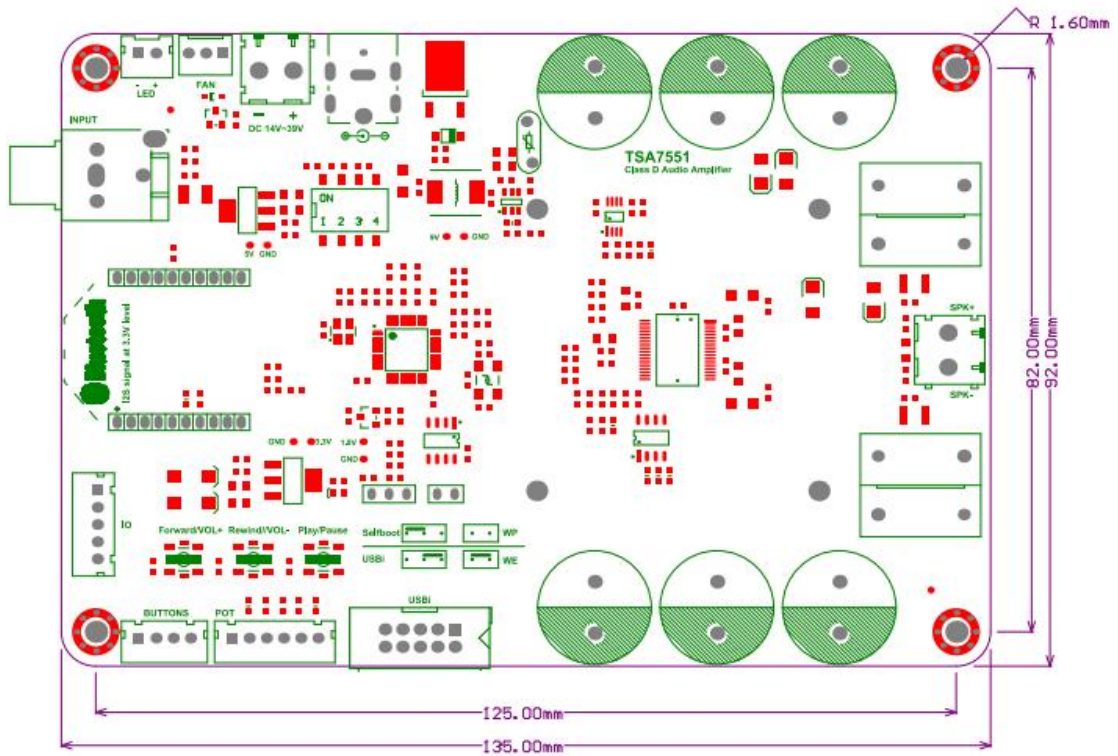 R 1.60mm
- +
LED
FAN
- +
DC 14V~39V
INPUT
TSA7551
Class D Audio Amplifier
ON
1 2 3 4
5V GND
5V GND
Bluetooth
I2S signal at 3.3V level
SPK+
SPK-
82.00mm
92.00mm
GND 3.3V
1.8V
GND
IO
Forward/VOL+ Rewind//VOL- Play/Pause
Selfboot WP
USBi WE
BUTTONS
POT
USBi
125.00mm
135.00mm